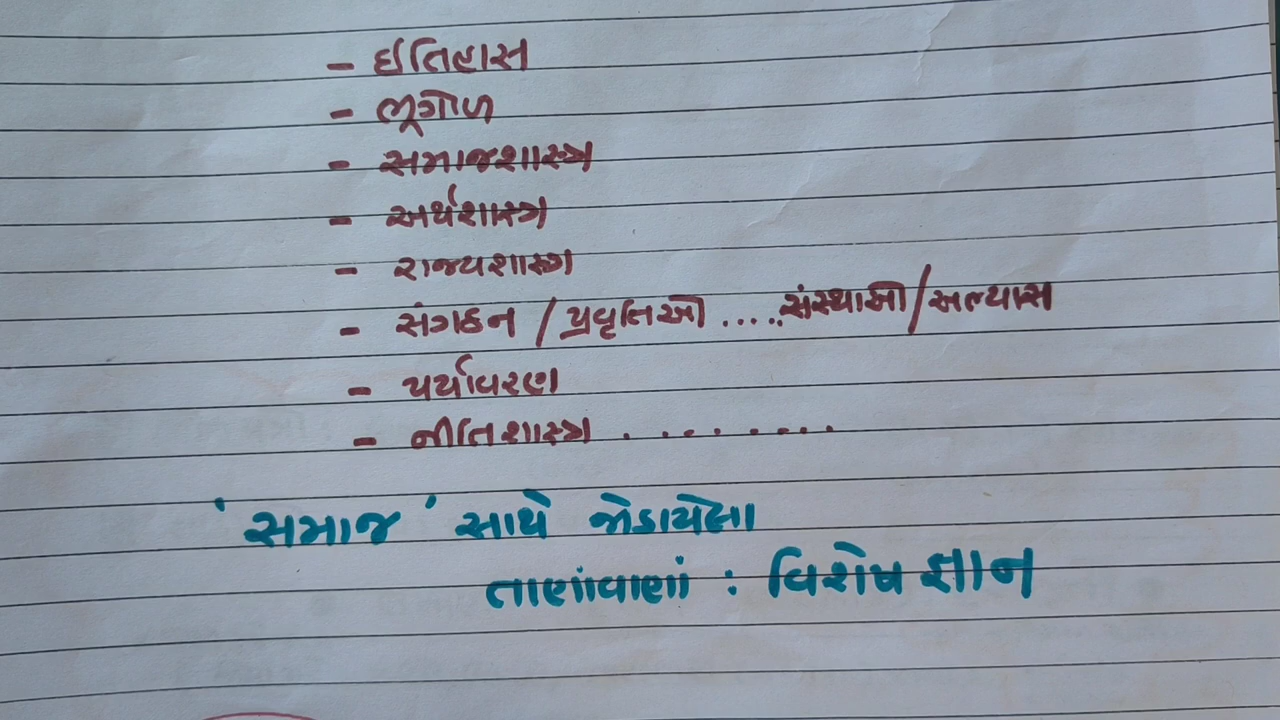 - ઈતિહાસ
- ભૂગોળ
- સમાજશાસ્ત્ર
- અર્થશાસ્ત્ર
- રાજ્યશાસ્ત્ર
- સંગઠન / પ્રવૃત્તિઓ ..... સંસ્થાઓ / અભ્યાસ
- પર્યાવરણ
- નીતિશાસ્ત્ર . . . . . . . . .
' સમાજ ' સાથે જોડાયેલા
તાણાંવાણાં : વિશેષ જ્ઞાન